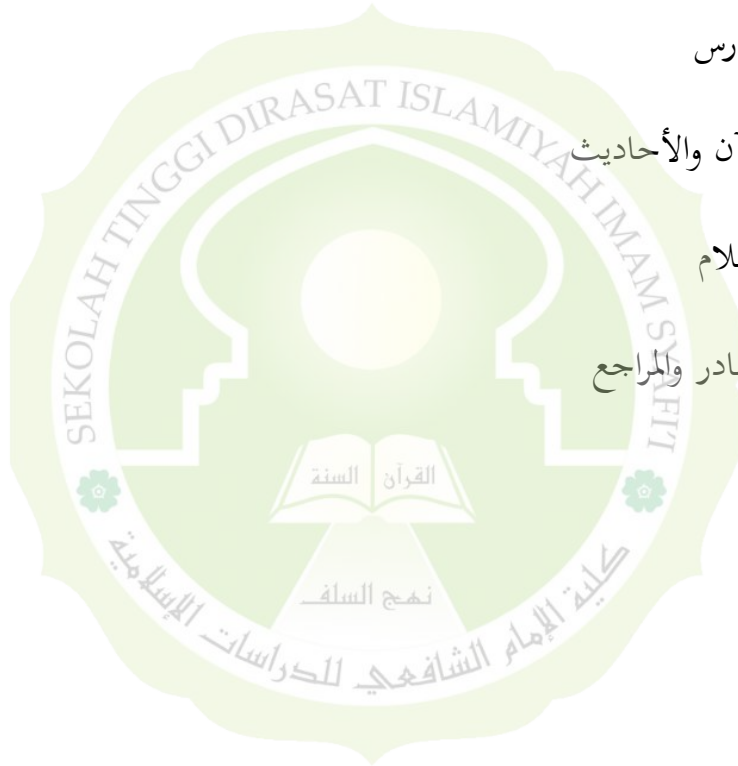 رس
ن والأحاديث
لام
ادر والمراجع
SEKOLAH TINGGI DIRASAT ISLAMIYAH IMAM SYAFI'I
السنة القرآن
نهج السلف
كلية الإمام الشافعي للدراسات الإسلامية